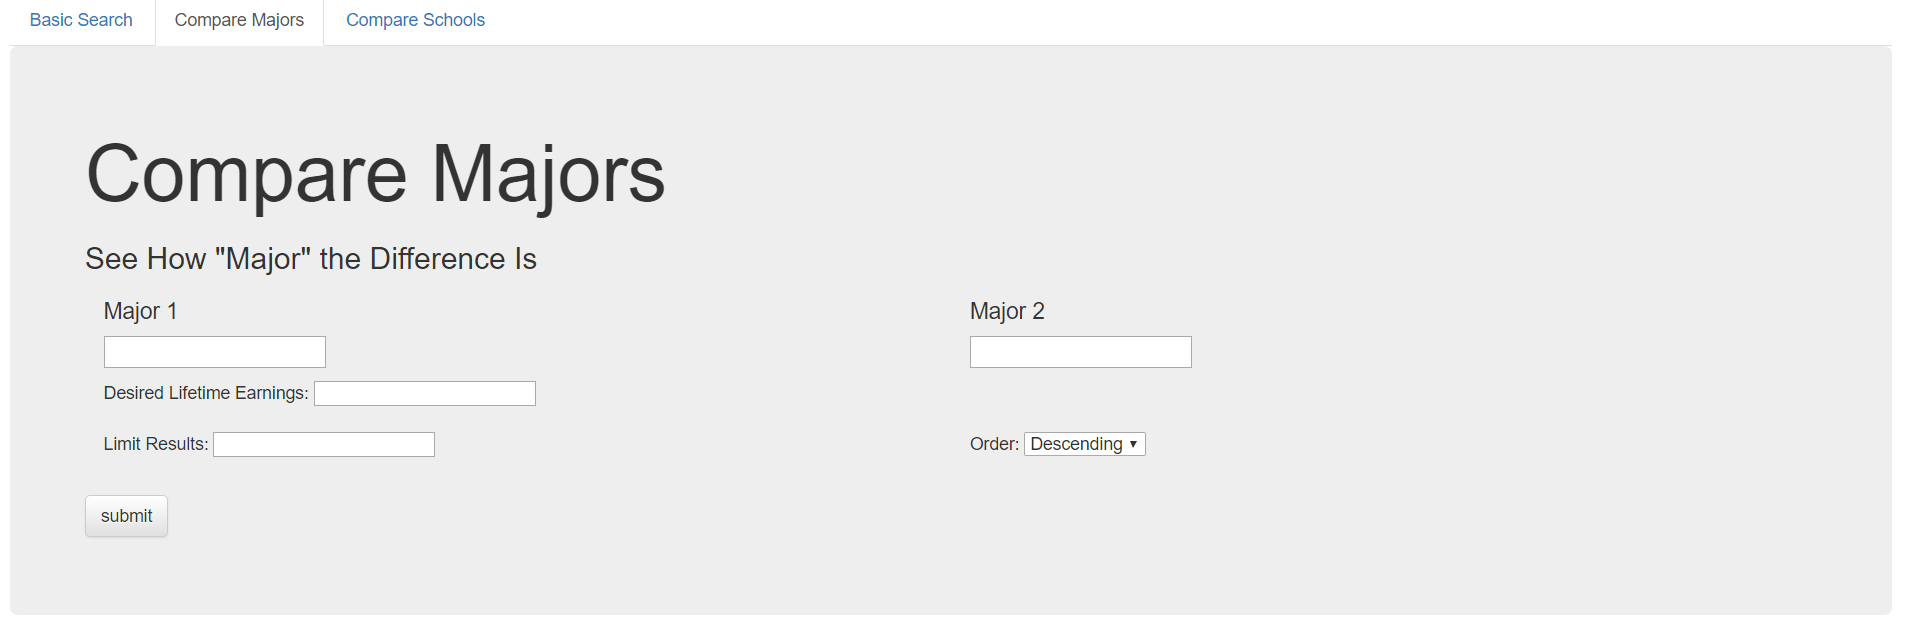 Basic Search Compare Majors Compare Schools
Compare Majors
See How "Major" the Difference Is
Major 1 Major 2
Desired Lifetime Earnings:
Limit Results: Order: Descending
submit